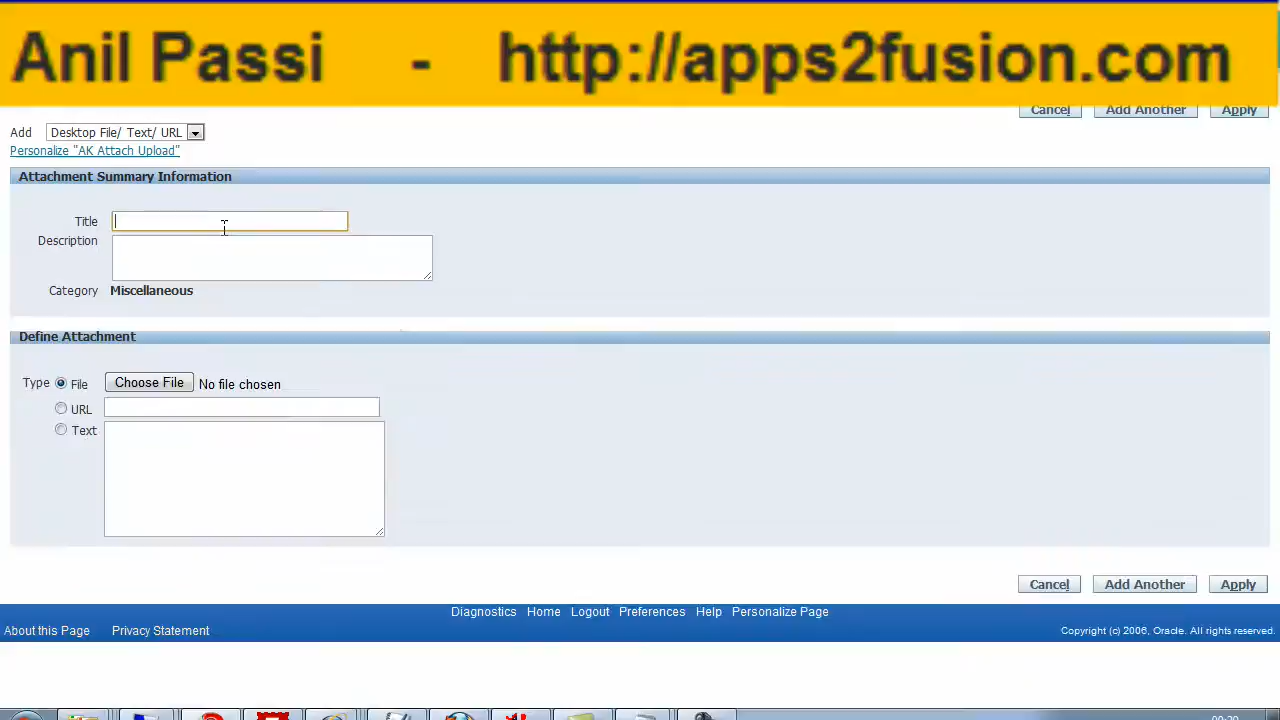 Anil Passi - http://apps2fusion.com
Cancel Add Another Apply
Add Desktop File/ Text/ URL
Personalize "AK Attach Upload"
Attachment Summary Information
Title
Description
Category Miscellaneous
Define Attachment
Type File Choose File No file chosen
URL
Text
Cancel Add Another Apply
Diagnostics Home Logout Preferences Help Personalize Page
About this Page Privacy Statement Copyright (c) 2006, Oracle. All rights reserved.